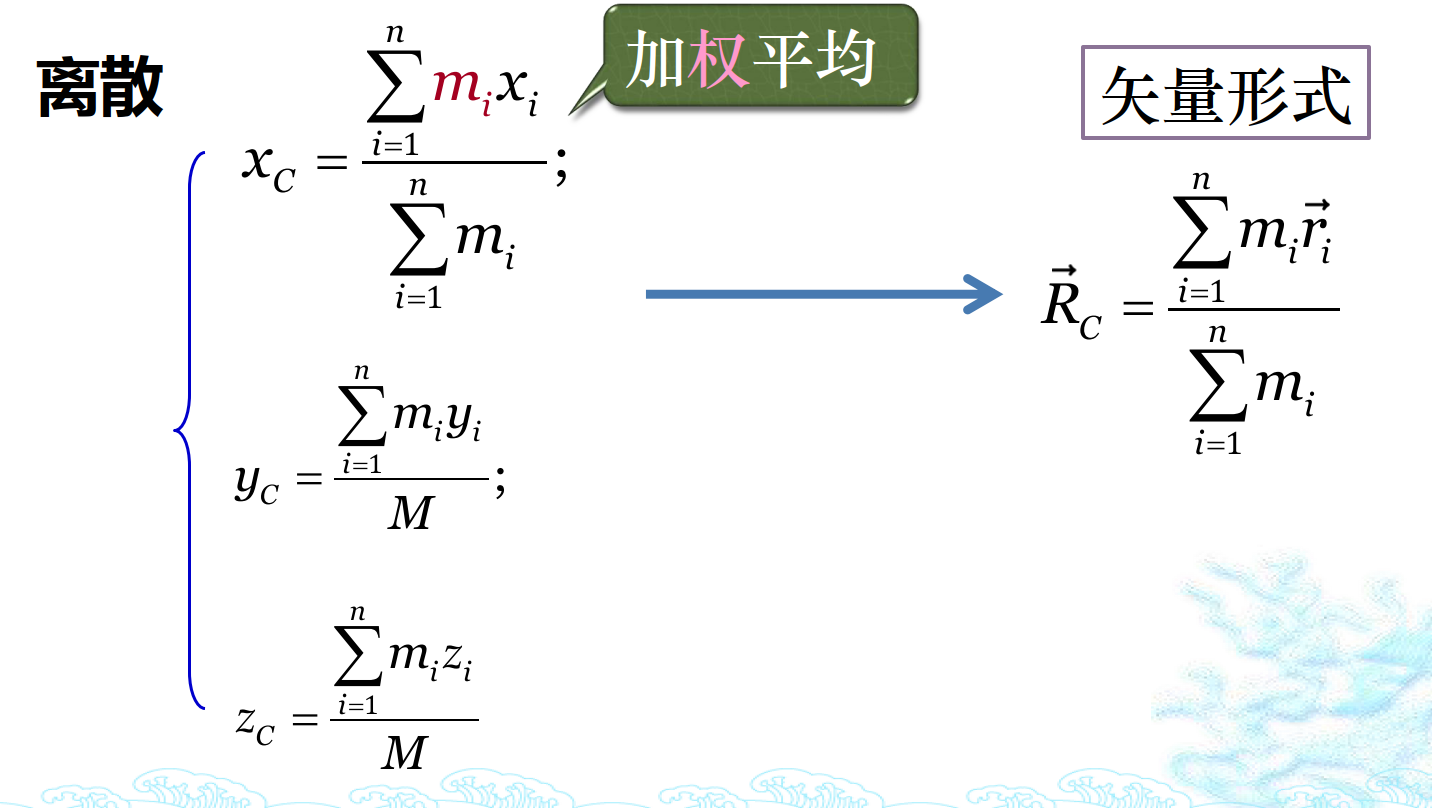 离散
加权平均
矢量形式
x_C = \frac{\sum_{i=1}^{n} m_i x_i}{\sum_{i=1}^{n} m_i};
y_C = \frac{\sum_{i=1}^{n} m_i y_i}{M};
z_C = \frac{\sum_{i=1}^{n} m_i z_i}{M}
\vec{R}_C = \frac{\sum_{i=1}^{n} m_i \vec{r}_i}{\sum_{i=1}^{n} m_i}